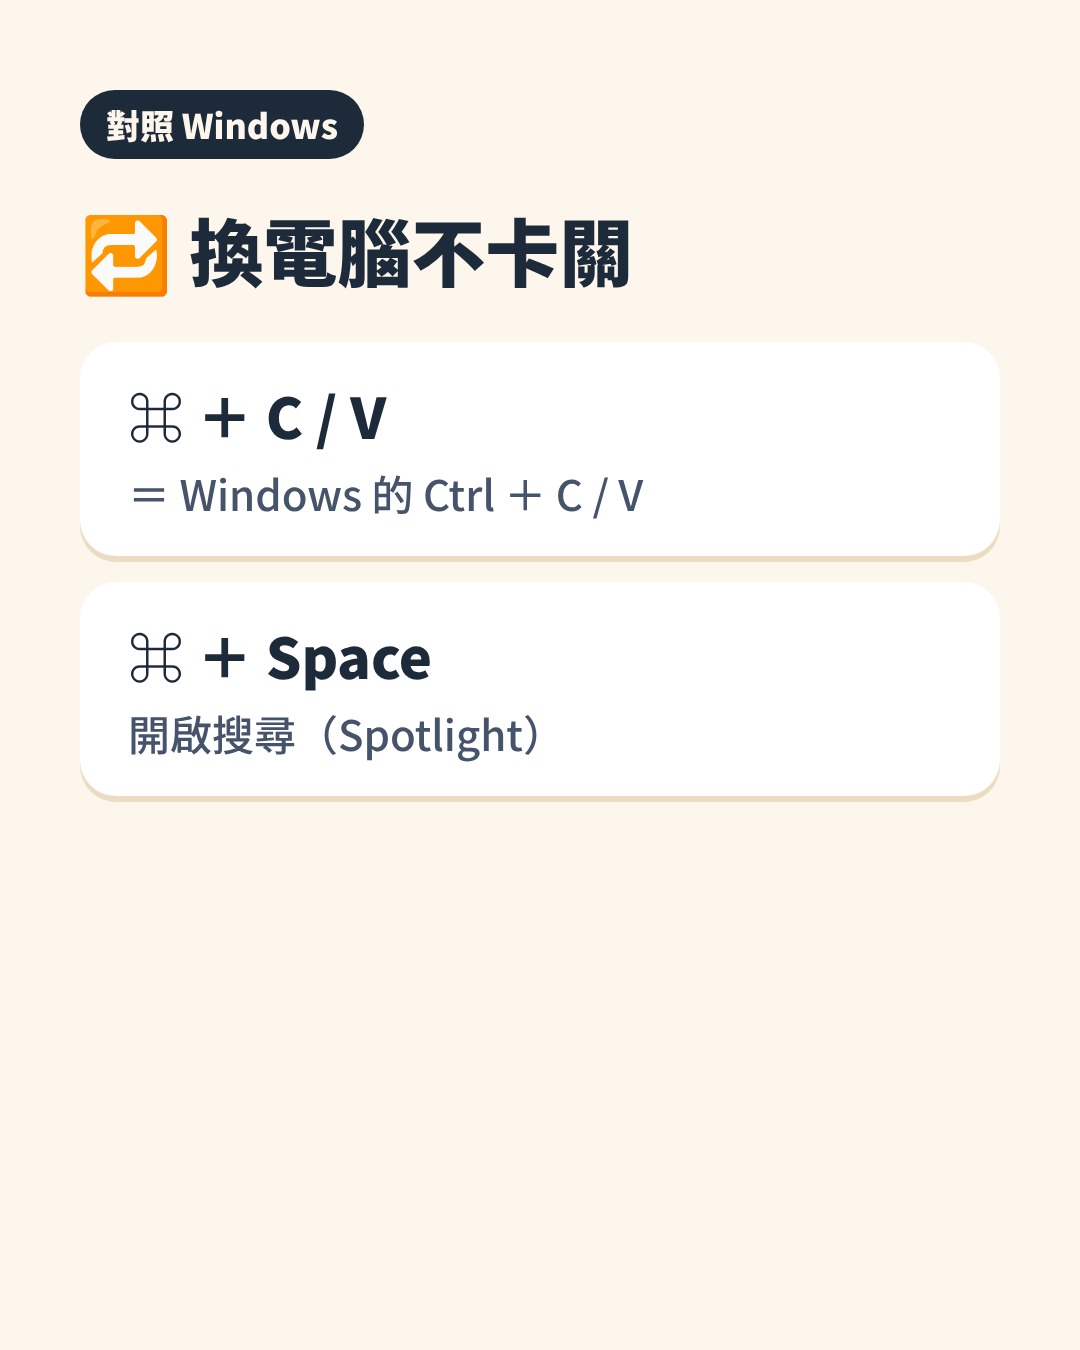 對照 Windows
🔁 換電腦不卡關
⌘ ＋ C / V
＝ Windows 的 Ctrl ＋ C / V
⌘ ＋ Space
開啟搜尋（Spotlight）